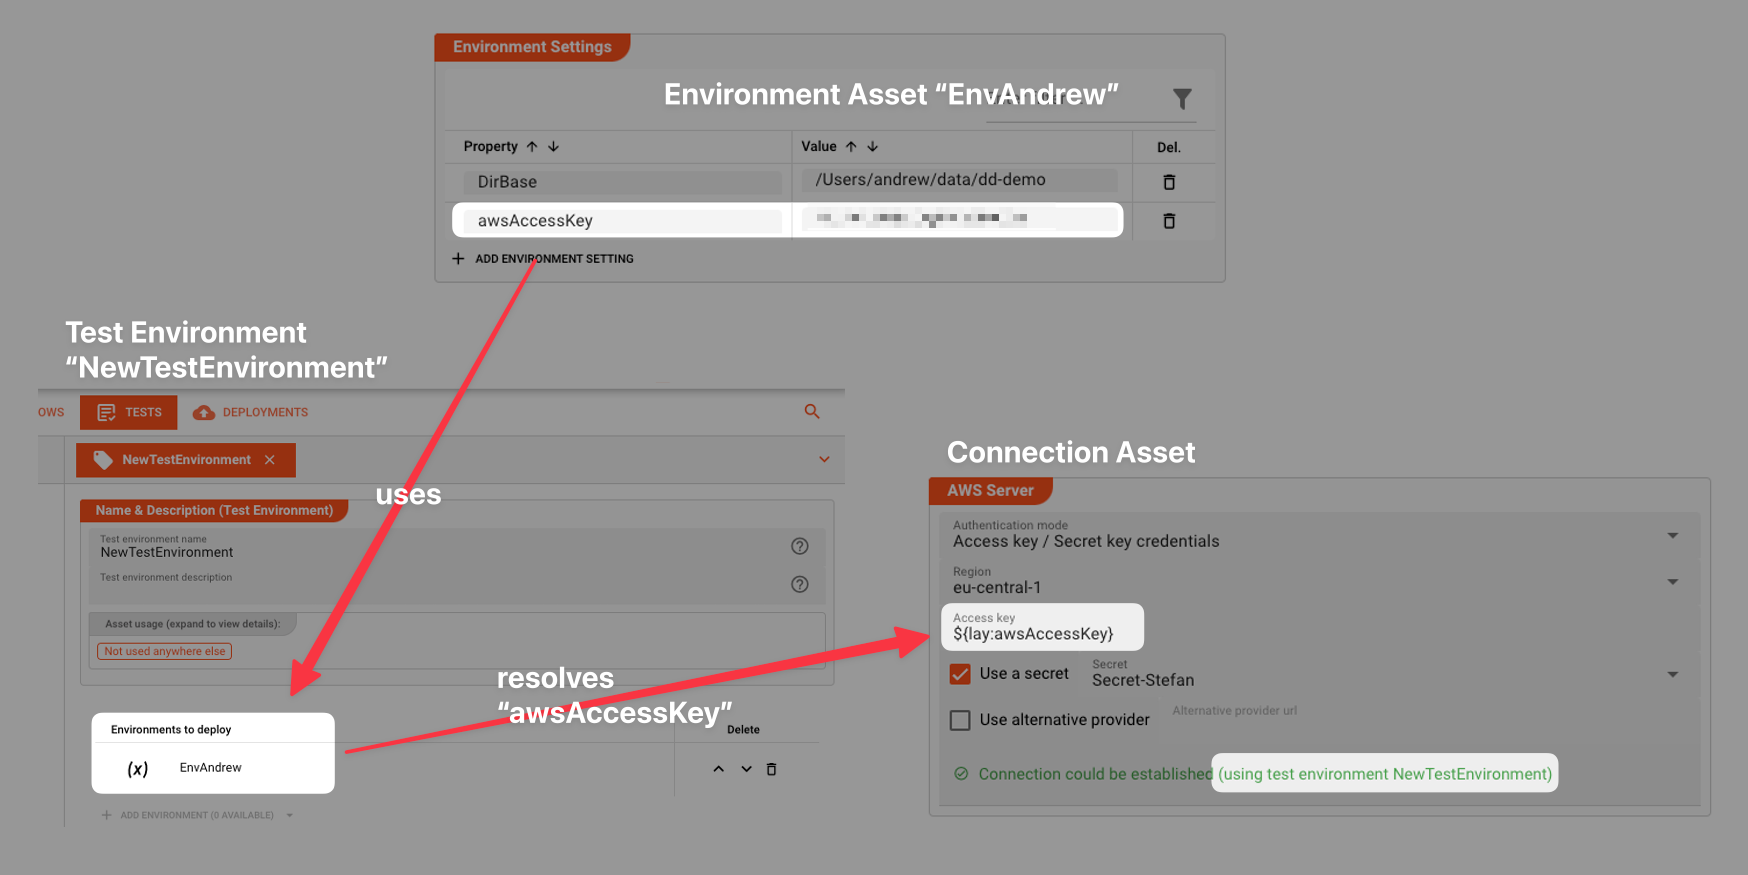 Environment Settings
Environment Asset “EnvAndrew”
Property Value Del.
DirBase /Users/andrew/data/dd-demo
awsAccessKey
ADD ENVIRONMENT SETTING
Test Environment
“NewTestEnvironment”
OWS TESTS DEPLOYMENTS
NewTestEnvironment
uses
Name & Description (Test Environment)
Test environment name
NewTestEnvironment
Test environment description
Asset usage (expand to view details):
Not used anywhere else
resolves
“awsAccessKey”
Environments to deploy Delete
(x) EnvAndrew
ADD ENVIRONMENT (0 AVAILABLE)
Connection Asset
AWS Server
Authentication mode
Access key / Secret key credentials
Region
eu-central-1
Access key
${lay:awsAccessKey}
Use a secret
Secret
Secret-Stefan
Use alternative provider
Alternative provider url
Connection could be established (using test environment NewTestEnvironment)